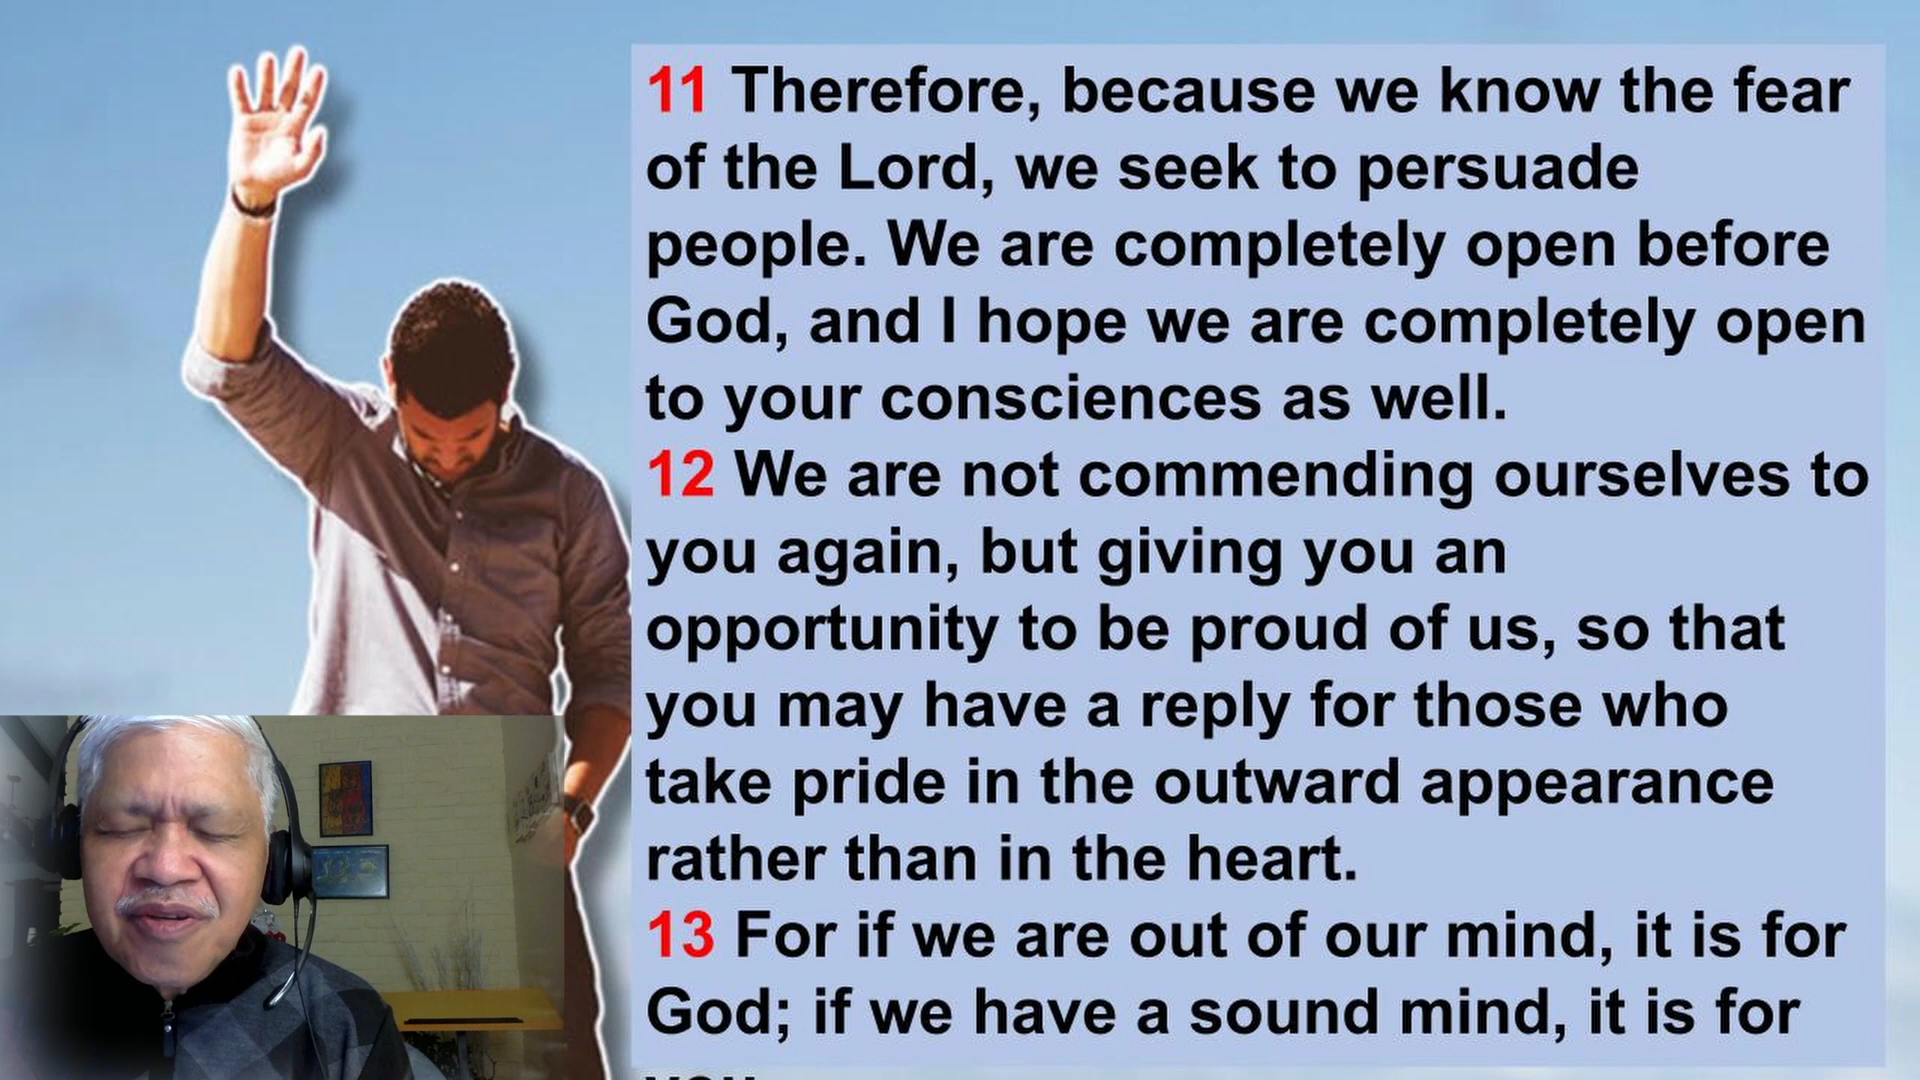 11 Therefore, because we know the fear
of the Lord, we seek to persuade
people. We are completely open before
God, and I hope we are completely open
to your consciences as well.
12 We are not commending ourselves to
you again, but giving you an
opportunity to be proud of us, so that
you may have a reply for those who
take pride in the outward appearance
rather than in the heart.
13 For if we are out of our mind, it is for
God; if we have a sound mind, it is for